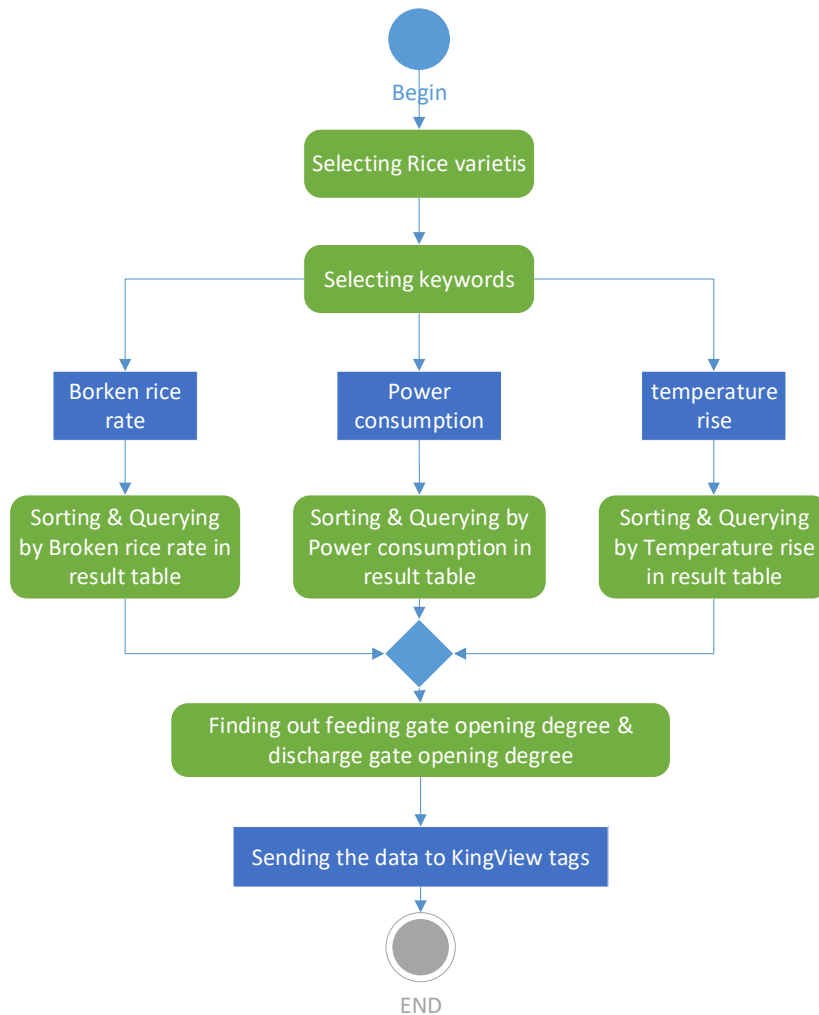 Begin
Selecting Rice varietis
Selecting keywords
Borken rice
rate
Power
consumption
temperature
rise
Sorting & Querying
by Broken rice rate in
result table
Sorting & Querying by
Power consumption in
result table
Sorting & Querying
by Temperature rise
in result table
Finding out feeding gate opening degree &
discharge gate opening degree
Sending the data to KingView tags
END